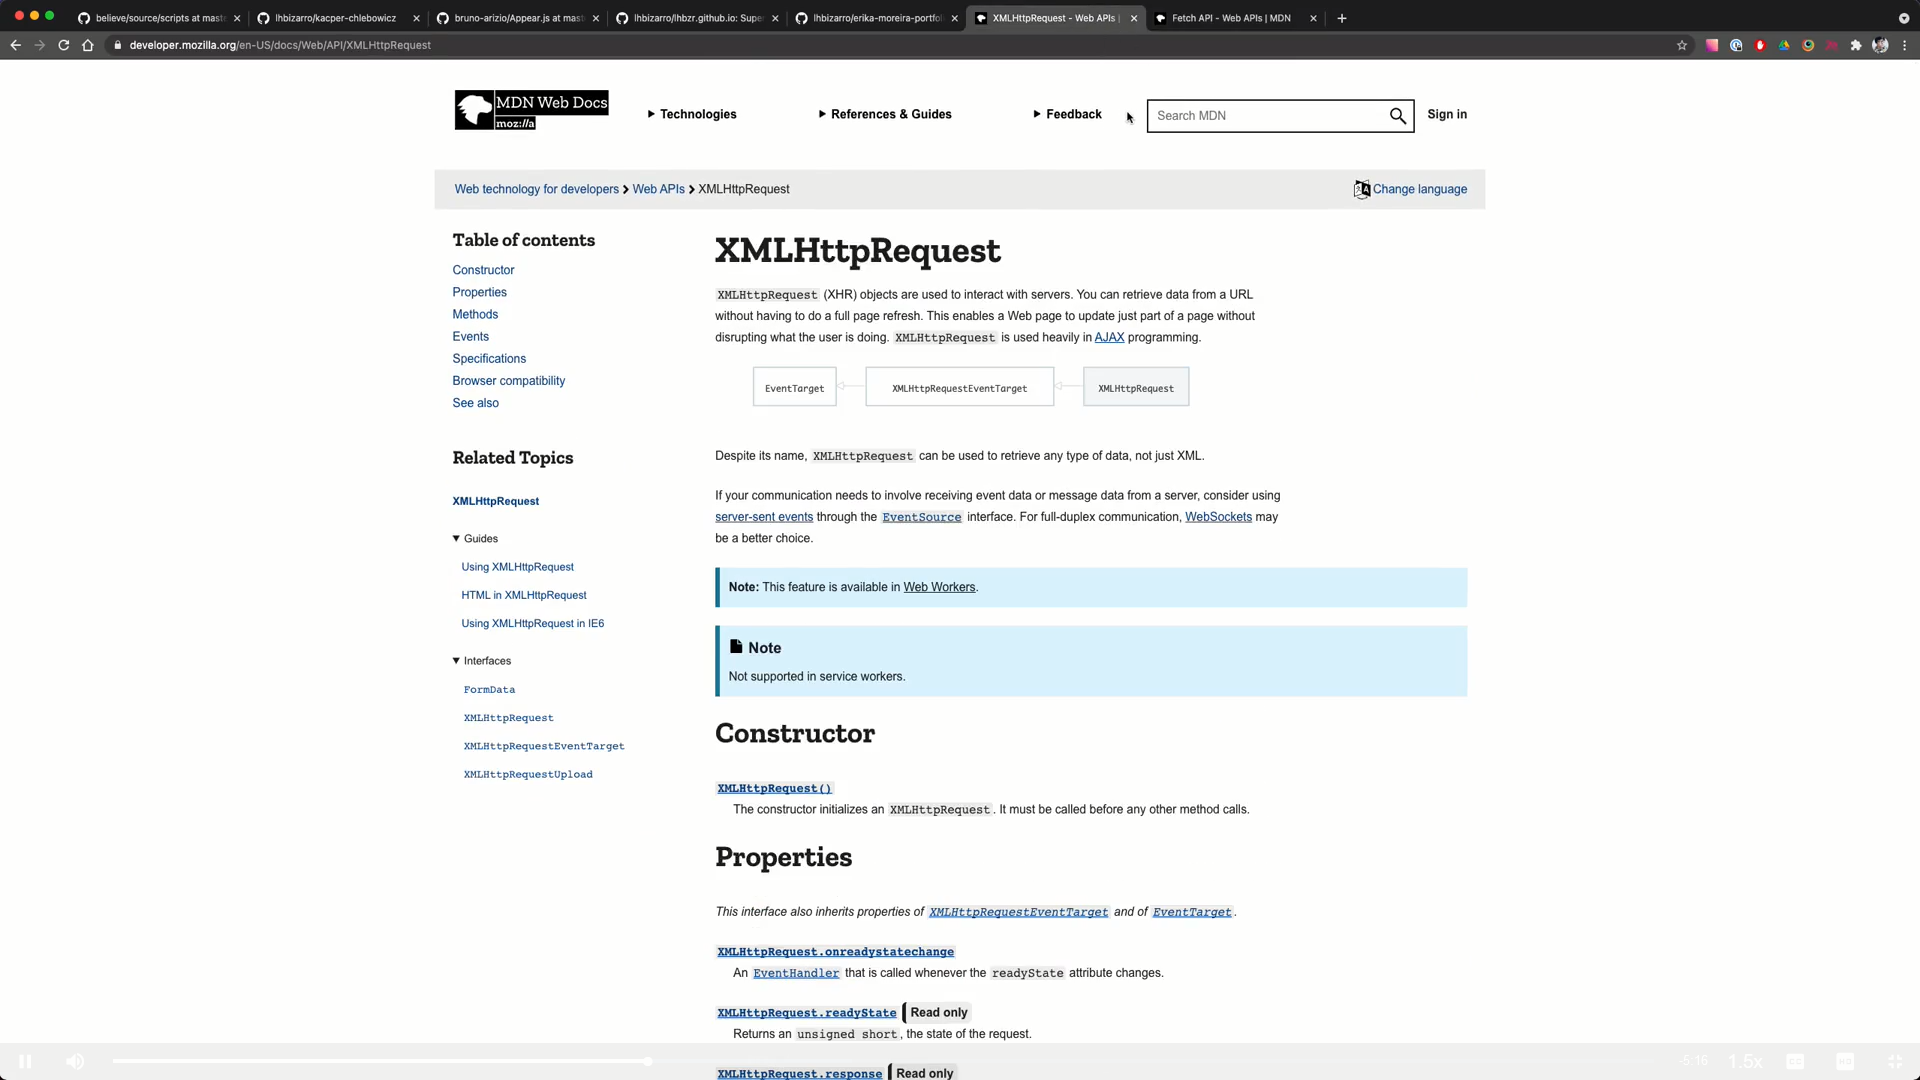 believe/source/scripts at mast
lhbizarro/kacper-chlebowicz
bruno-arizio/Appear.js at mast
lhbizarro/lhbzr.github.io: Supe
lhbizarro/erika-moreira-portfol
XMLHttpRequest - Web APIs |
Fetch API - Web APIs | MDN
developer.mozilla.org/en-US/docs/Web/API/XMLHttpRequest
MDN Web Docs
moz://a
Technologies
References & Guides
Feedback
Search MDN
Sign in
Web technology for developers > Web APIs > XMLHttpRequest
Change language
Table of contents
Constructor
Properties
Methods
Events
Specifications
Browser compatibility
See also
Related Topics
XMLHttpRequest
Guides
Using XMLHttpRequest
HTML in XMLHttpRequest
Using XMLHttpRequest in IE6
Interfaces
FormData
XMLHttpRequest
XMLHttpRequestEventTarget
XMLHttpRequestUpload
XMLHttpRequest
XMLHttpRequest (XHR) objects are used to interact with servers. You can retrieve data from a URL
without having to do a full page refresh. This enables a Web page to update just part of a page without
disrupting what the user is doing. XMLHttpRequest is used heavily in AJAX programming.
EventTarget
XMLHttpRequestEventTarget
XMLHttpRequest
Despite its name, XMLHttpRequest can be used to retrieve any type of data, not just XML.
If your communication needs to involve receiving event data or message data from a server, consider using
server-sent events through the EventSource interface. For full-duplex communication, WebSockets may
be a better choice.
Note: This feature is available in Web Workers.
Note
Not supported in service workers.
Constructor
XMLHttpRequest()
The constructor initializes an XMLHttpRequest. It must be called before any other method calls.
Properties
This interface also inherits properties of XMLHttpRequestEventTarget and of EventTarget.
XMLHttpRequest.onreadystatechange
An EventHandler that is called whenever the readyState attribute changes.
XMLHttpRequest.readyState Read only
Returns an unsigned short, the state of the request.
XMLHttpRequest.response Read only
-5:16
1.5x